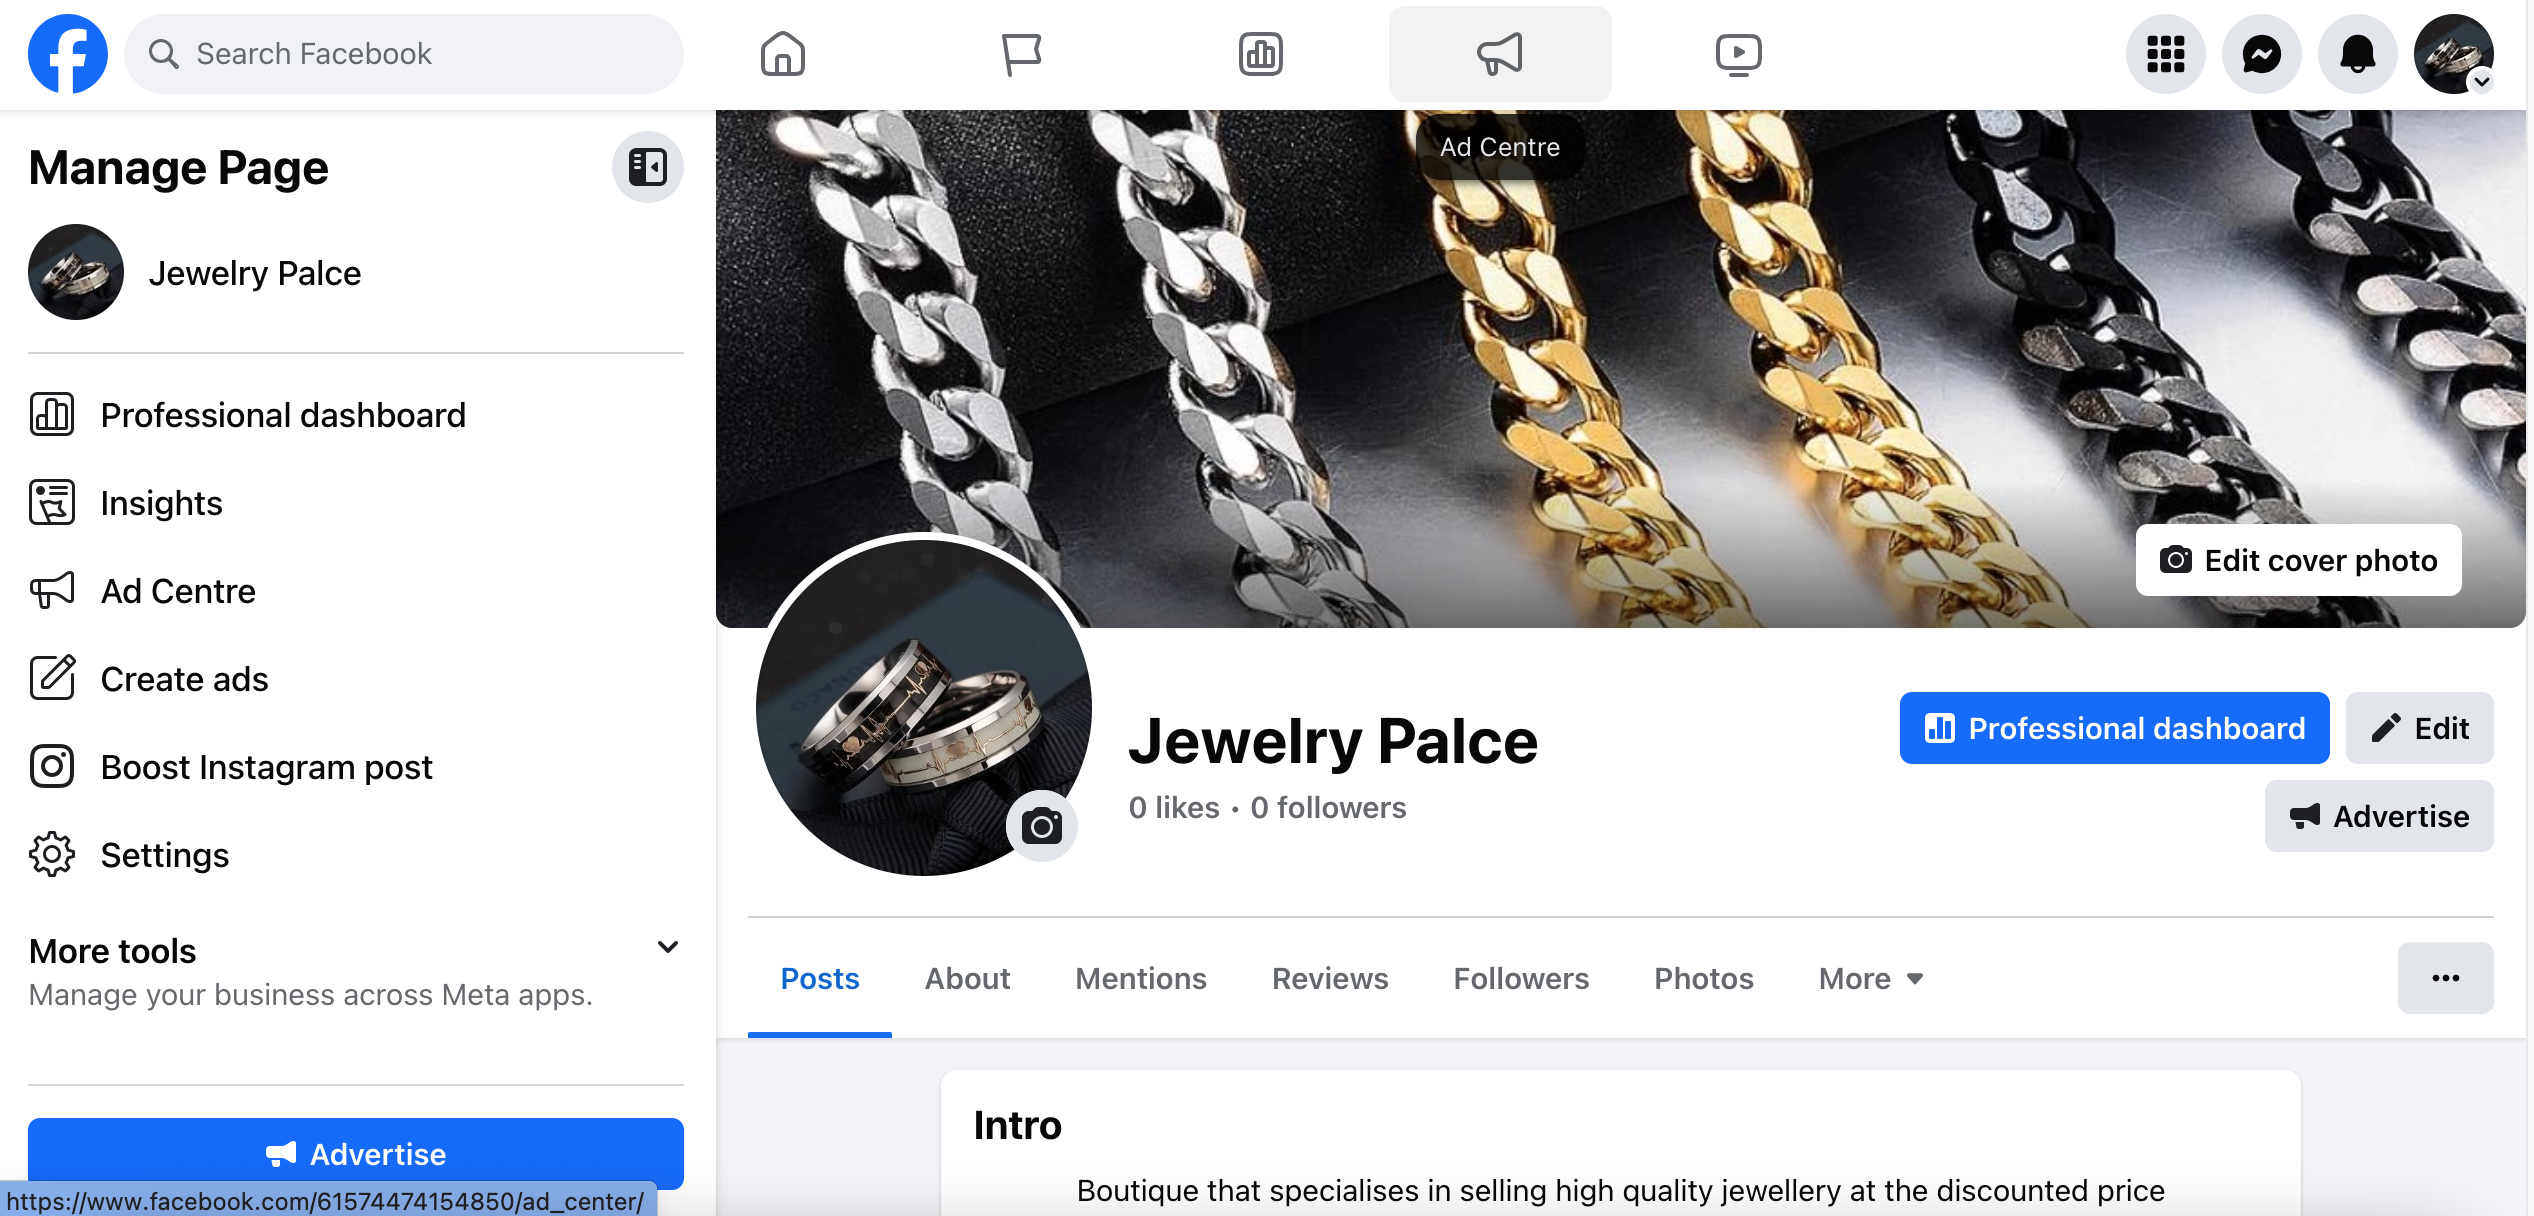 Search Facebook
Ad Centre
Manage Page
Jewelry Palce
Professional dashboard
Insights
Ad Centre
Create ads
Boost Instagram post
Settings
More tools
Manage your business across Meta apps.
Advertise
https://www.facebook.com/61574474154850/ad_center/
Edit cover photo
Jewelry Palce
0 likes • 0 followers
Professional dashboard
Edit
Advertise
Posts About Mentions Reviews Followers Photos More
Intro
Boutique that specialises in selling high quality jewellery at the discounted price